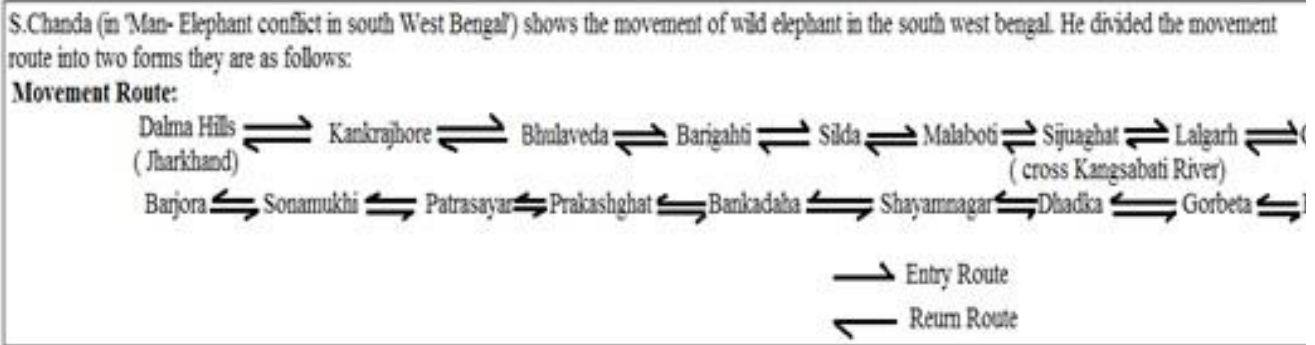 S.Chanda (in 'Man- Elephant conflict in south West Bengal') shows the movement of wild elephant in the south west bengal. He divided the movement
route into two forms they are as follows:
Movement Route:
Dalma Hills Kankrajhore Bhulaveda Barigahti Silda Malaboti Sijuaghat Lalgarh
( Jharkhand) ( cross Kangsabati River)
Barjora Sonamukhi Patrasayar Prakashghat Bankadaha Shayamnagar Dhadka Gorbeta
Entry Route
Reurn Route